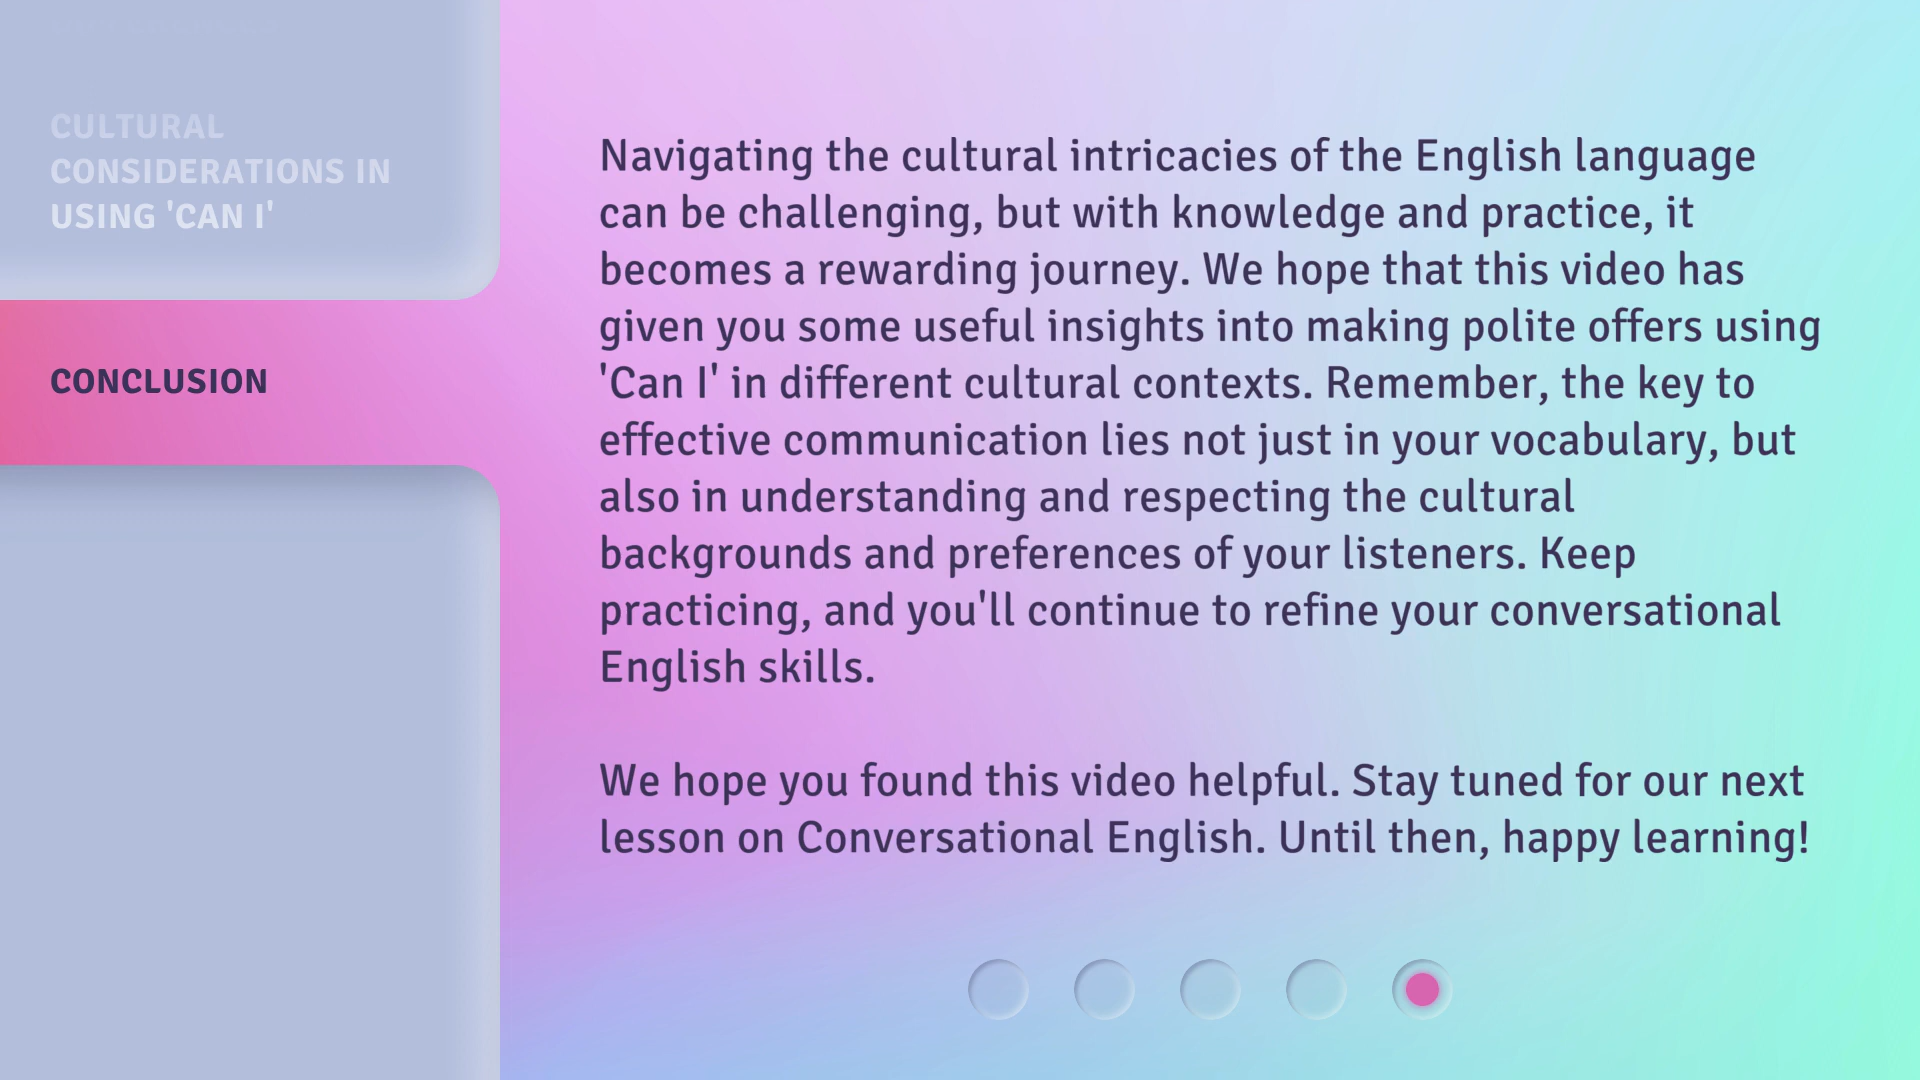 CULTURAL
CONSIDERATIONS IN
USING 'CAN I'
CONCLUSION
Navigating the cultural intricacies of the English language
can be challenging, but with knowledge and practice, it
becomes a rewarding journey. We hope that this video has
given you some useful insights into making polite offers using
'Can I' in different cultural contexts. Remember, the key to
effective communication lies not just in your vocabulary, but
also in understanding and respecting the cultural
backgrounds and preferences of your listeners. Keep
practicing, and you'll continue to refine your conversational
English skills.
We hope you found this video helpful. Stay tuned for our next
lesson on Conversational English. Until then, happy learning!